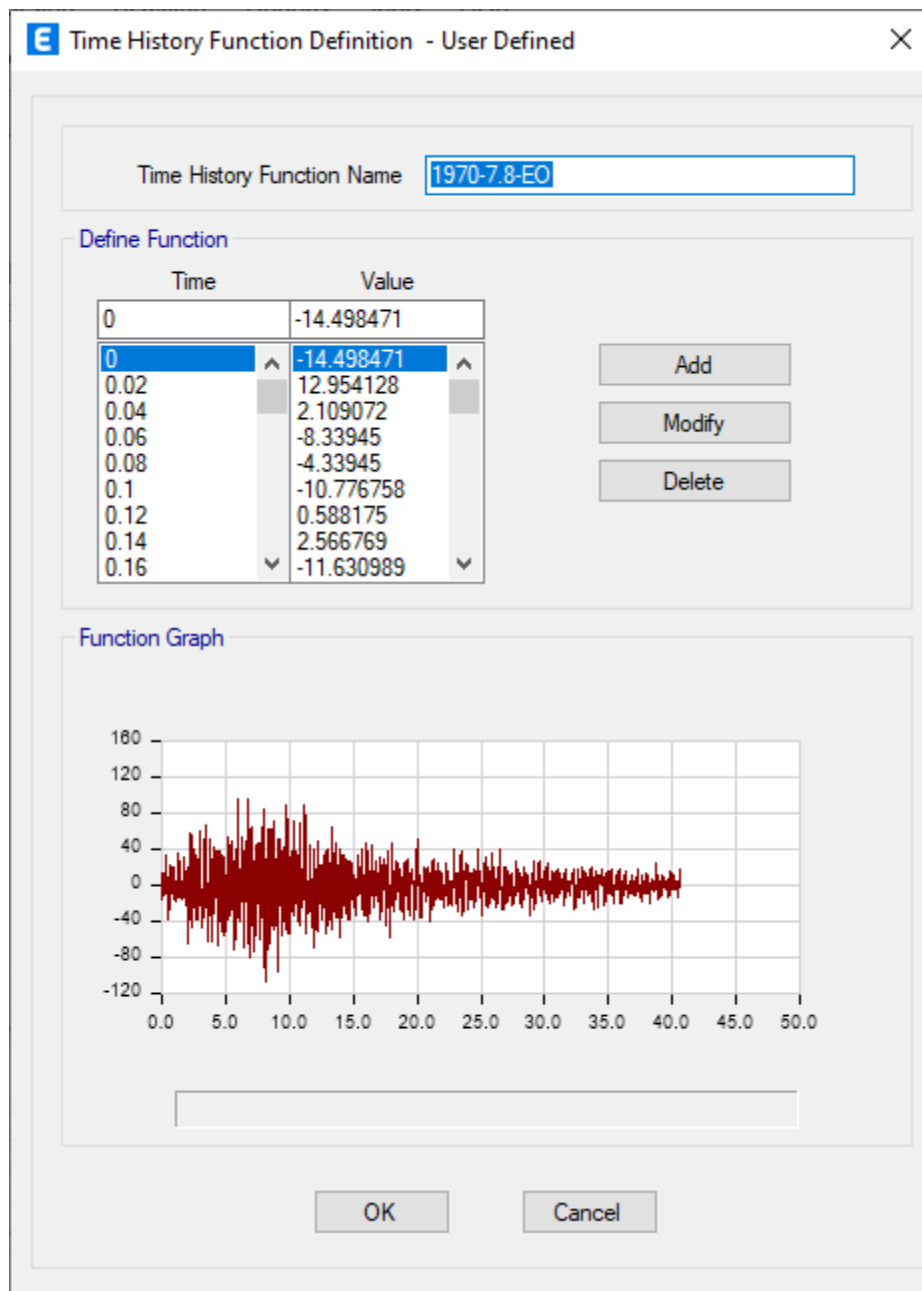 E Time History Function Definition - User Defined
Time History Function Name 1970-7.8-EO
Define Function
Time Value
0 -14.498471
0 -14.498471
0.02 12.954128
0.04 2.109072
0.06 -8.33945
0.08 -4.33945
0.1 -10.776758
0.12 0.588175
0.14 2.566769
0.16 -11.630989
Add
Modify
Delete
Function Graph
160
120
80
40
0
-40
-80
-120
0.0 5.0 10.0 15.0 20.0 25.0 30.0 35.0 40.0 45.0 50.0
OK Cancel